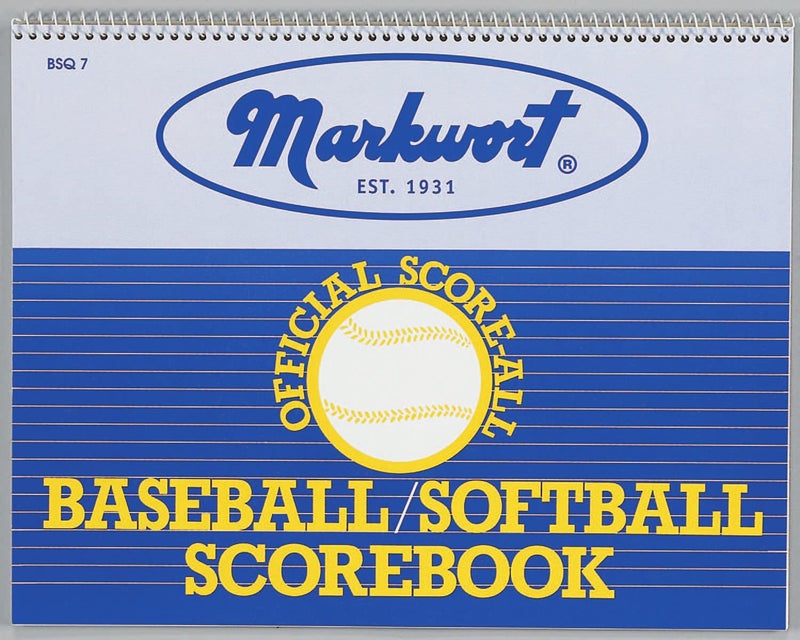 BSQ 7
Markwort®
EST. 1931
OFFICIAL SCORE-ALL
BASEBALL/SOFTBALL
SCOREBOOK